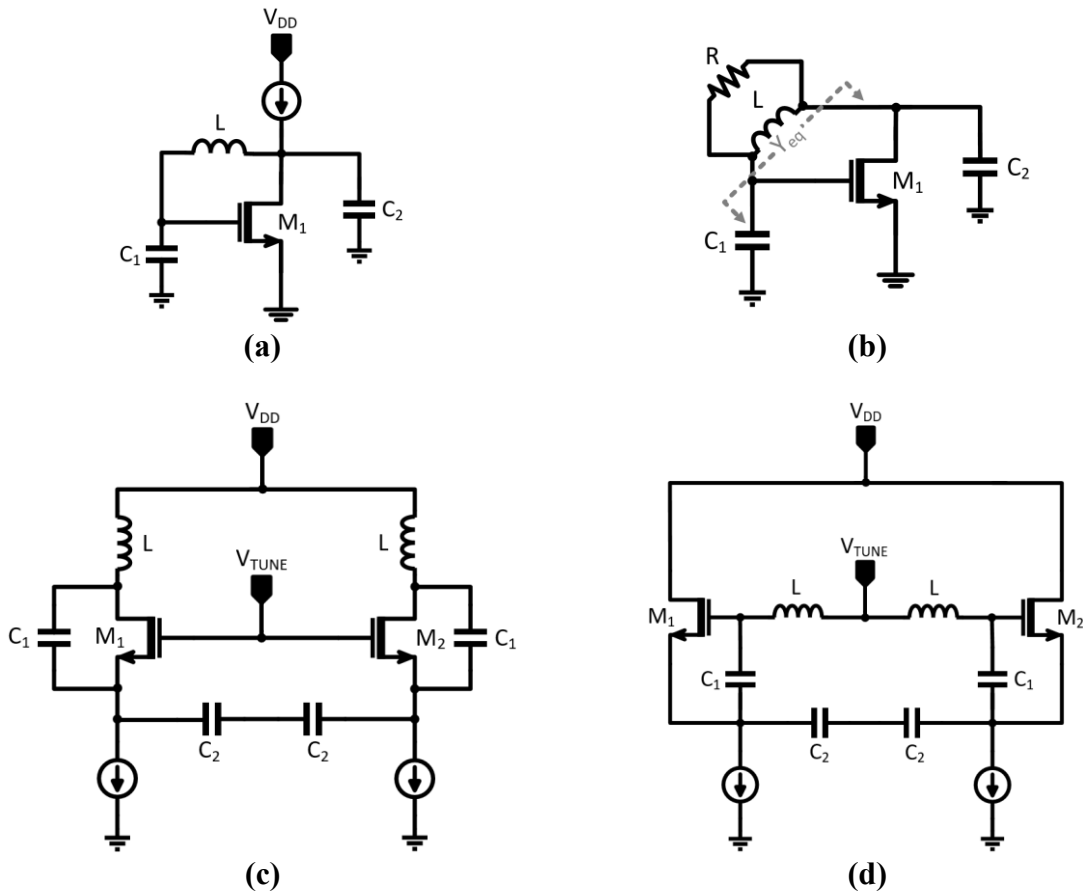 V_DD
L
M_1
C_1
C_2
(a)
R
L
Y_eq'
M_1
C_1
C_2
(b)
V_DD
L
L
V_TUNE
C_1
M_1
M_2
C_1
C_2
C_2
(c)
V_DD
V_TUNE
L
L
M_1
M_2
C_1
C_1
C_2
C_2
(d)